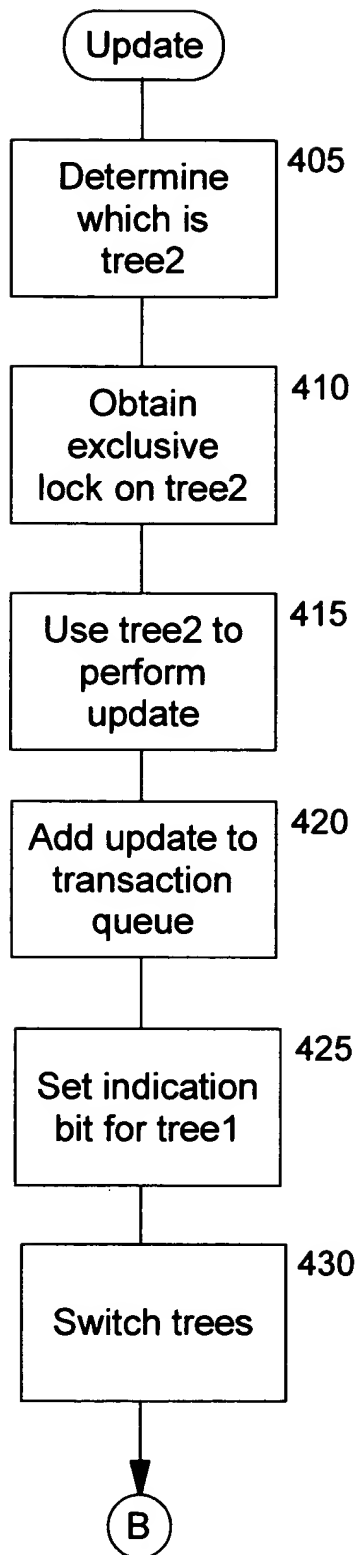 Update
405
Determine
which is
tree2
410
Obtain
exclusive
lock on tree2
415
Use tree2 to
perform
update
420
Add update to
transaction
queue
425
Set indication
bit for tree1
430
Switch trees
B